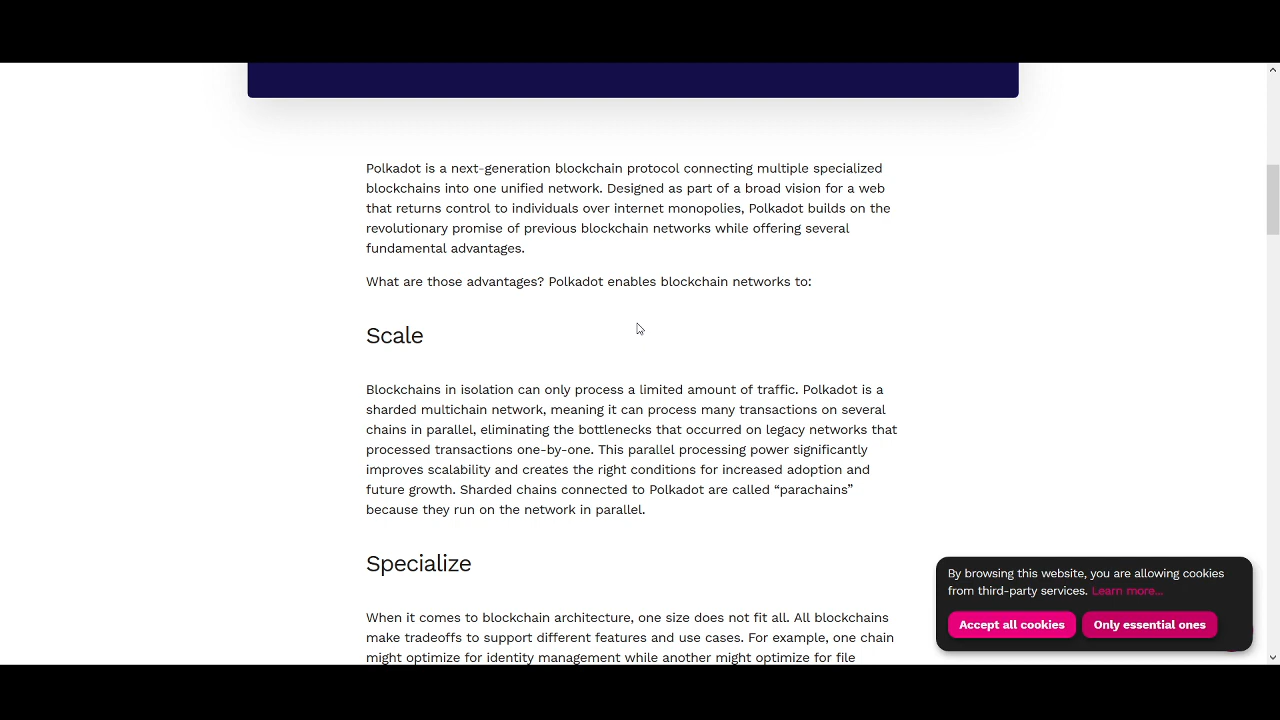 Polkadot is a next-generation blockchain protocol connecting multiple specialized
blockchains into one unified network. Designed as part of a broad vision for a web
that returns control to individuals over internet monopolies, Polkadot builds on the
revolutionary promise of previous blockchain networks while offering several
fundamental advantages.
What are those advantages? Polkadot enables blockchain networks to:
Scale
Blockchains in isolation can only process a limited amount of traffic. Polkadot is a
sharded multichain network, meaning it can process many transactions on several
chains in parallel, eliminating the bottlenecks that occurred on legacy networks that
processed transactions one-by-one. This parallel processing power significantly
improves scalability and creates the right conditions for increased adoption and
future growth. Sharded chains connected to Polkadot are called “parachains”
because they run on the network in parallel.
Specialize
When it comes to blockchain architecture, one size does not fit all. All blockchains
make tradeoffs to support different features and use cases. For example, one chain
might optimize for identity management while another might optimize for file
By browsing this website, you are allowing cookies
from third-party services. Learn more...
Accept all cookies
Only essential ones